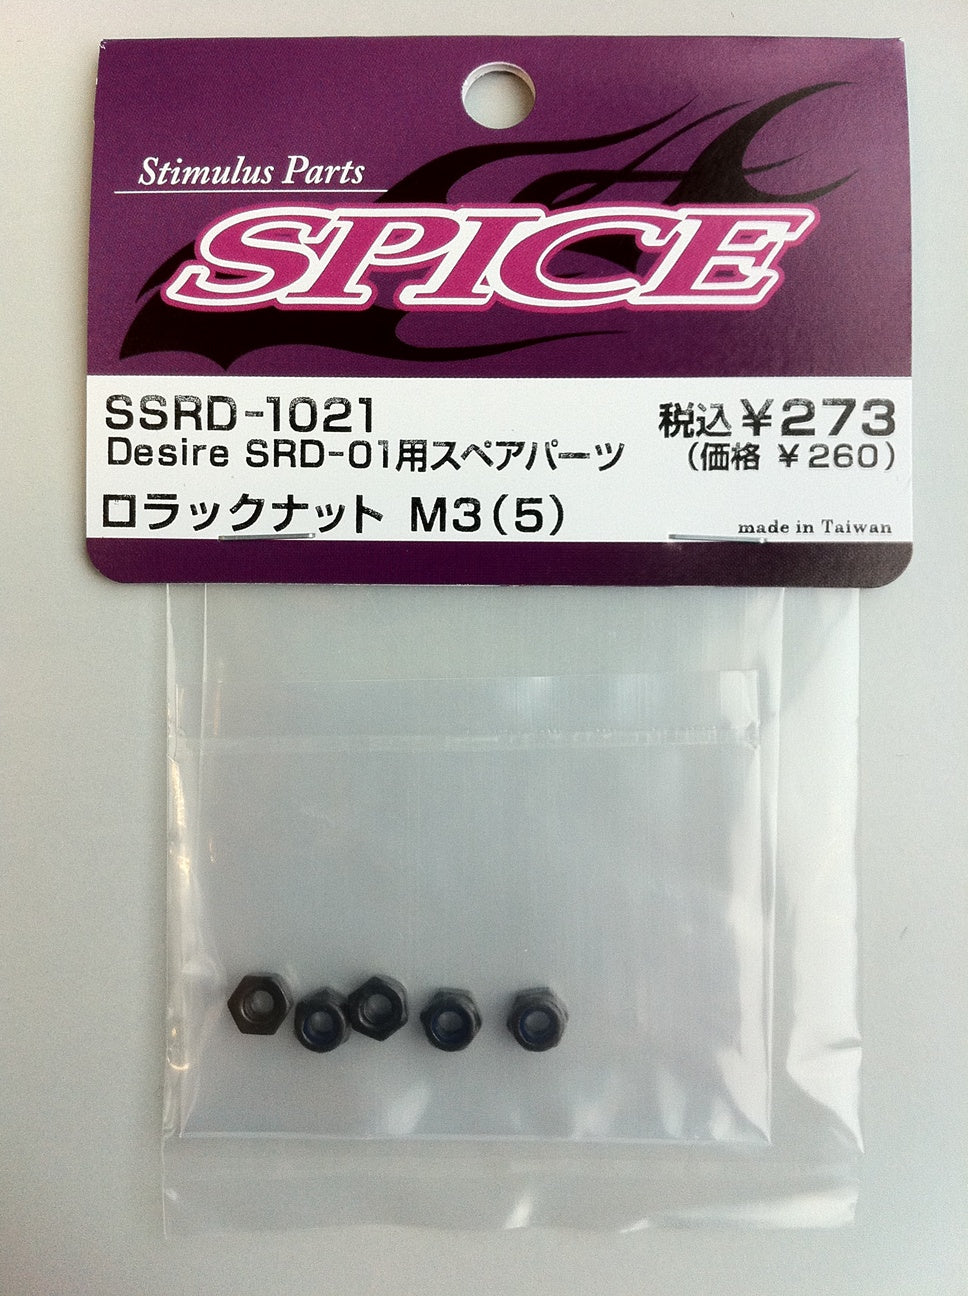 Stimulus Parts
SPICE
SSRD-1021
税込¥273
Desire SRD-01用スペアパーツ
(価格 ¥260)
ロラックナット M3(5)
made in Taiwan